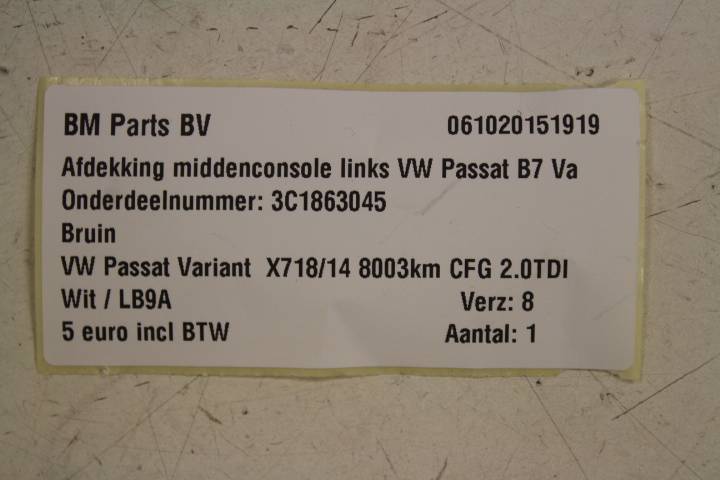 BM Parts BV 061020151919
Afdekking middenconsole links VW Passat B7 Va
Onderdeelnummer: 3C1863045
Bruin
VW Passat Variant X718/14 8003km CFG 2.0TDI
Wit / LB9A Verz: 8
5 euro incl BTW Aantal: 1